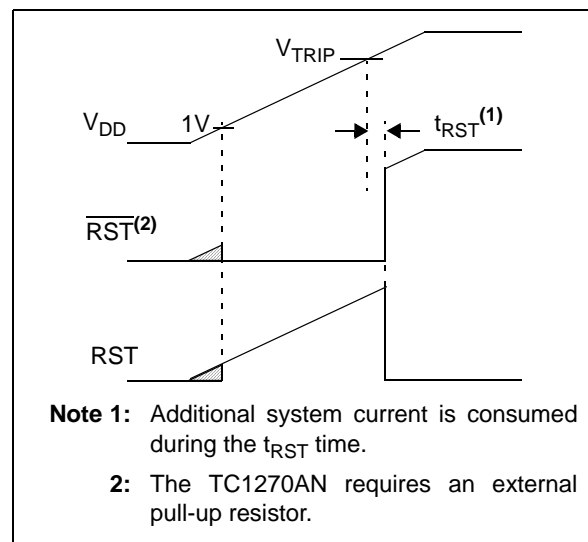 V_TRIP
V_DD 1V t_RST(1)
RST(2)
RST
Note 1: Additional system current is consumed
during the t_RST time.
2: The TC1270AN requires an external
pull-up resistor.